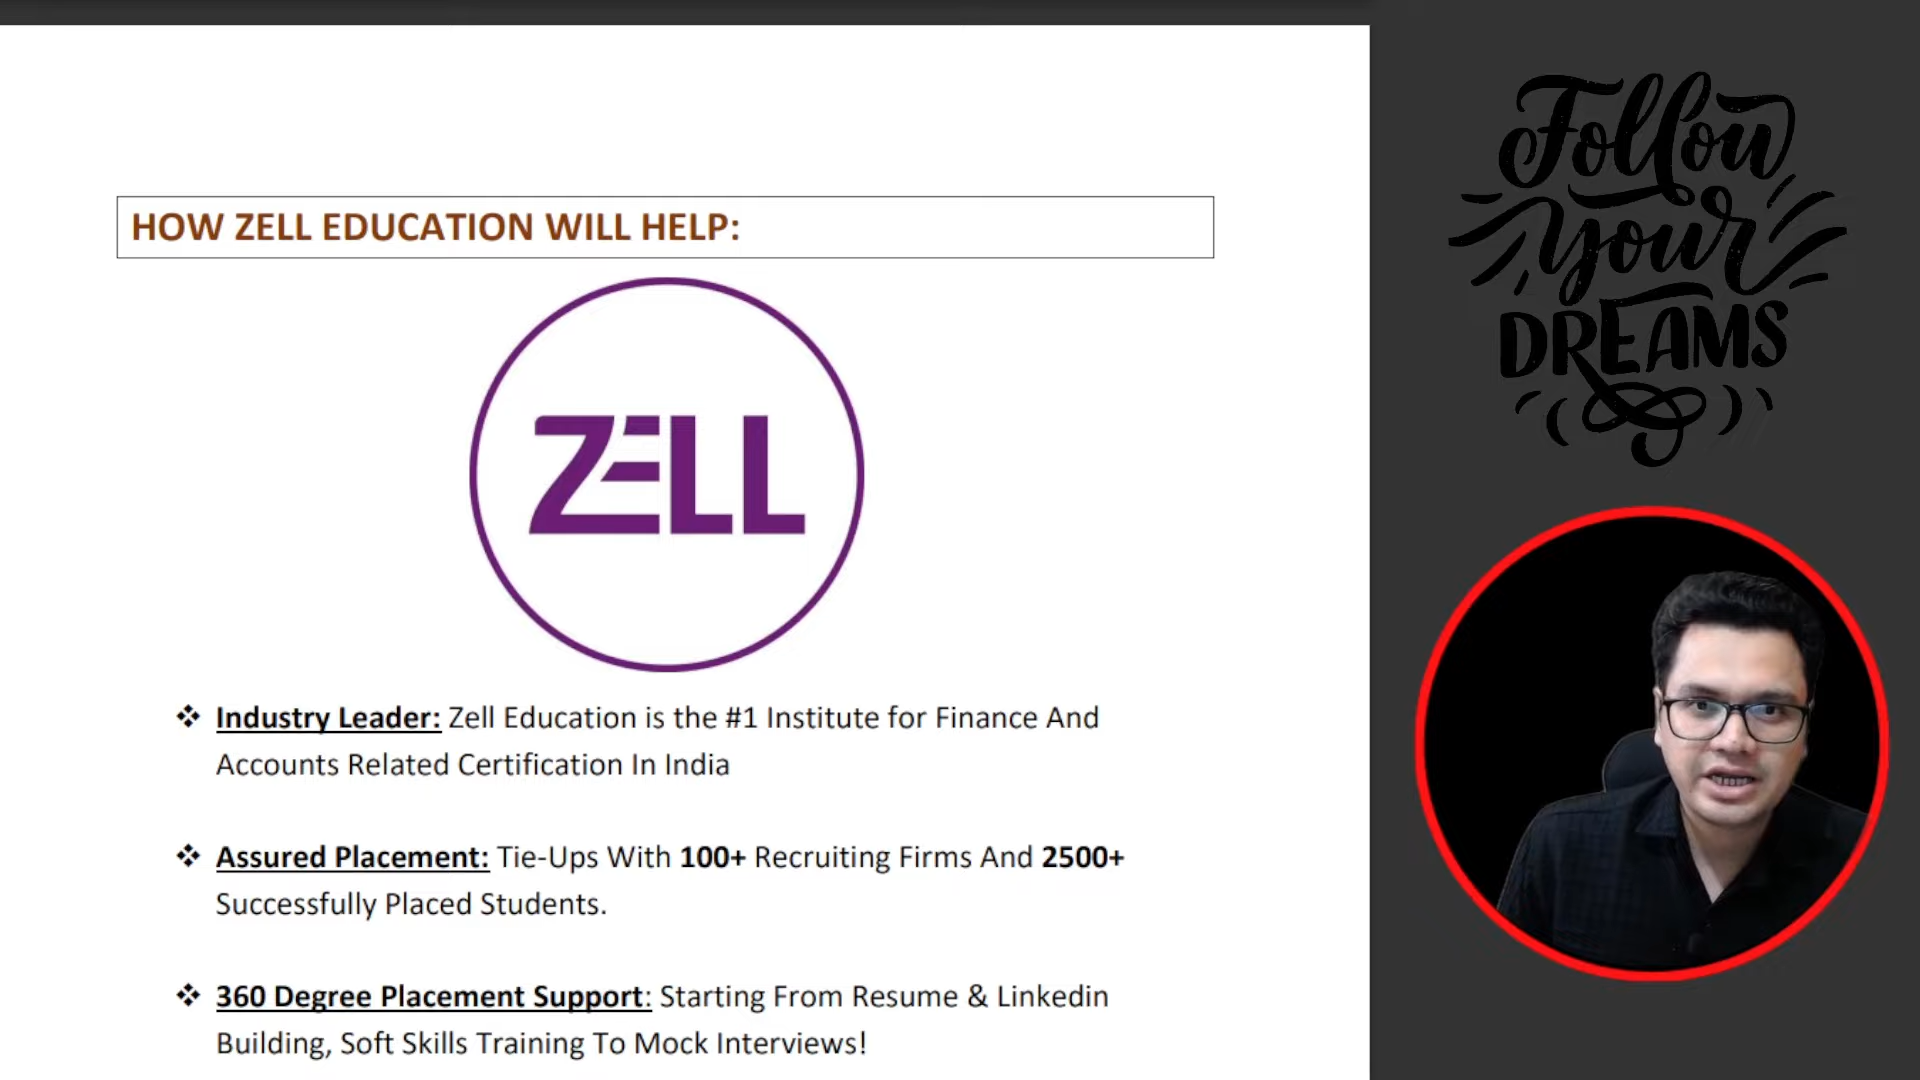 HOW ZELL EDUCATION WILL HELP:
ZELL
❖ Industry Leader: Zell Education is the #1 Institute for Finance And
Accounts Related Certification In India
❖ Assured Placement: Tie-Ups With 100+ Recruiting Firms And 2500+
Successfully Placed Students.
❖ 360 Degree Placement Support: Starting From Resume & Linkedin
Building, Soft Skills Training To Mock Interviews!
Follow
Your
DREAMS